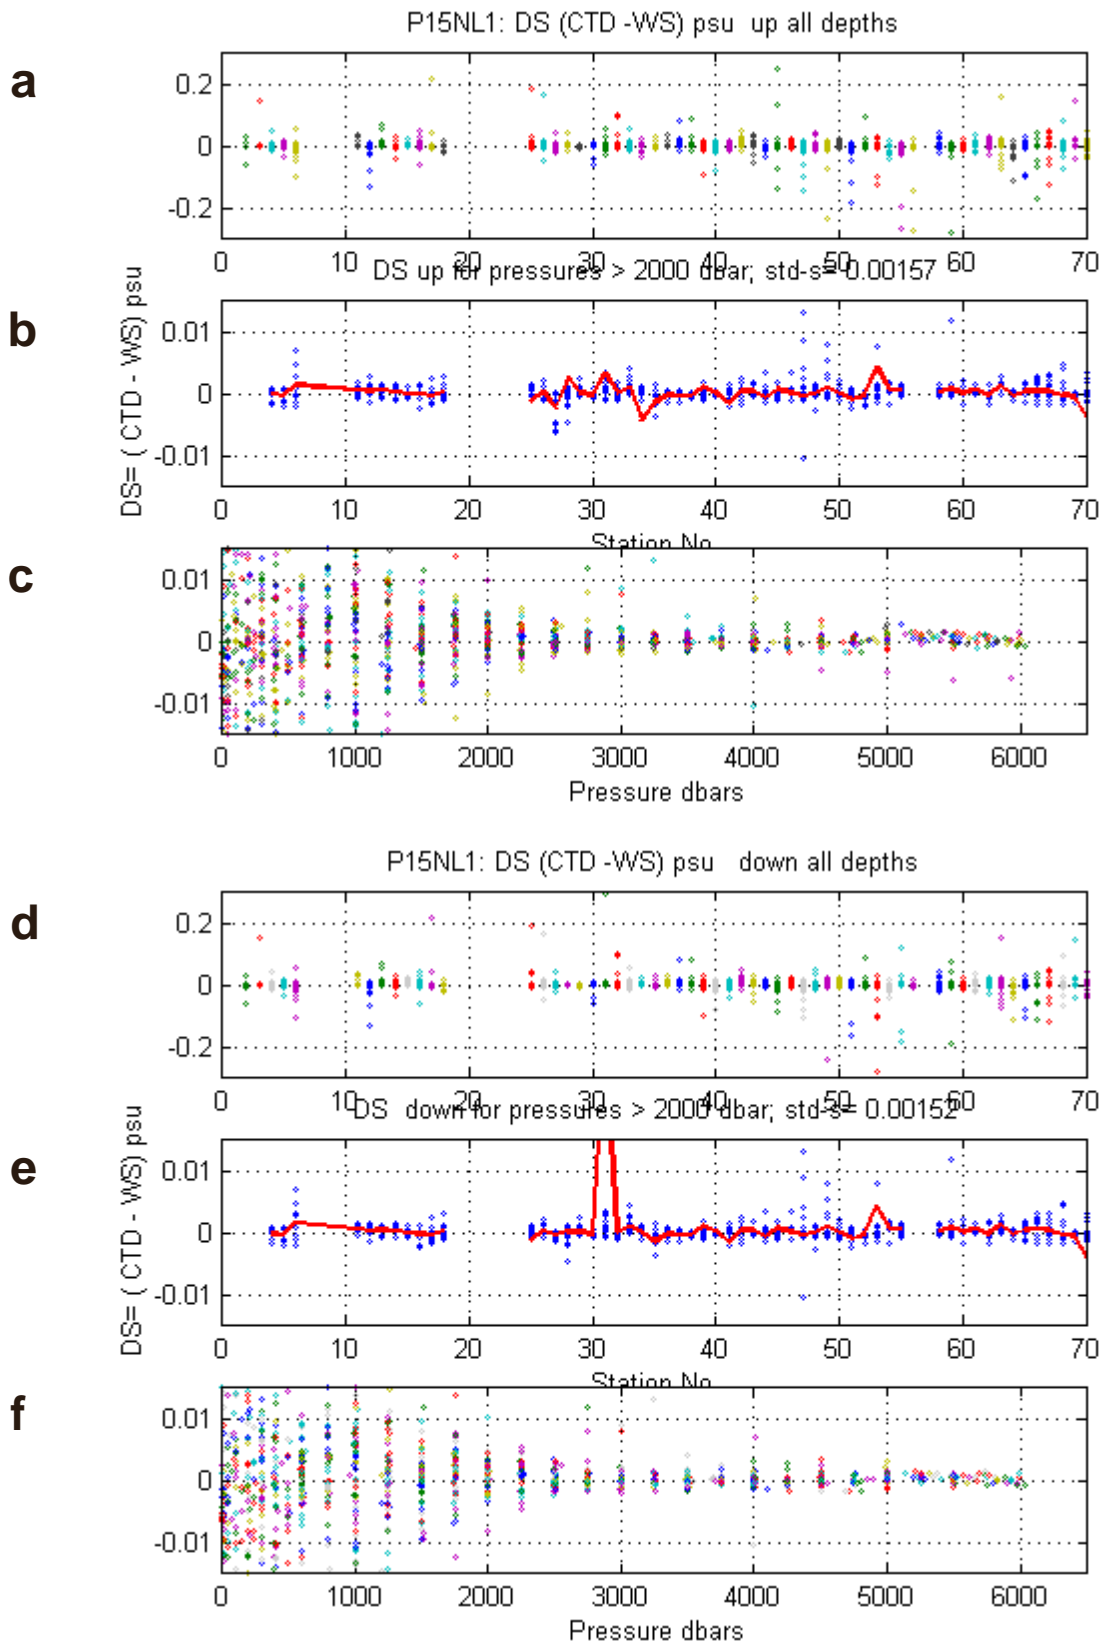 P15NL1: DS (CTD -WS) psu up all depths
a
0.2
0
-0.2
0 10 20 30 40 50 60 70
DS up for pressures > 2000 dbar; std-s= 0.00157
b
DS= ( CTD - WS) psu
0.01
0
-0.01
0 10 20 30 40 50 60 70
Station No
c
0.01
0
-0.01
0 1000 2000 3000 4000 5000 6000
Pressure dbars
P15NL1: DS (CTD -WS) psu down all depths
d
0.2
0
-0.2
0 10 20 30 40 50 60 70
DS down for pressures > 2000 dbar; std-s= 0.00152
e
DS= ( CTD - WS) psu
0.01
0
-0.01
0 10 20 30 40 50 60 70
Station No
f
0.01
0
-0.01
0 1000 2000 3000 4000 5000 6000
Pressure dbars